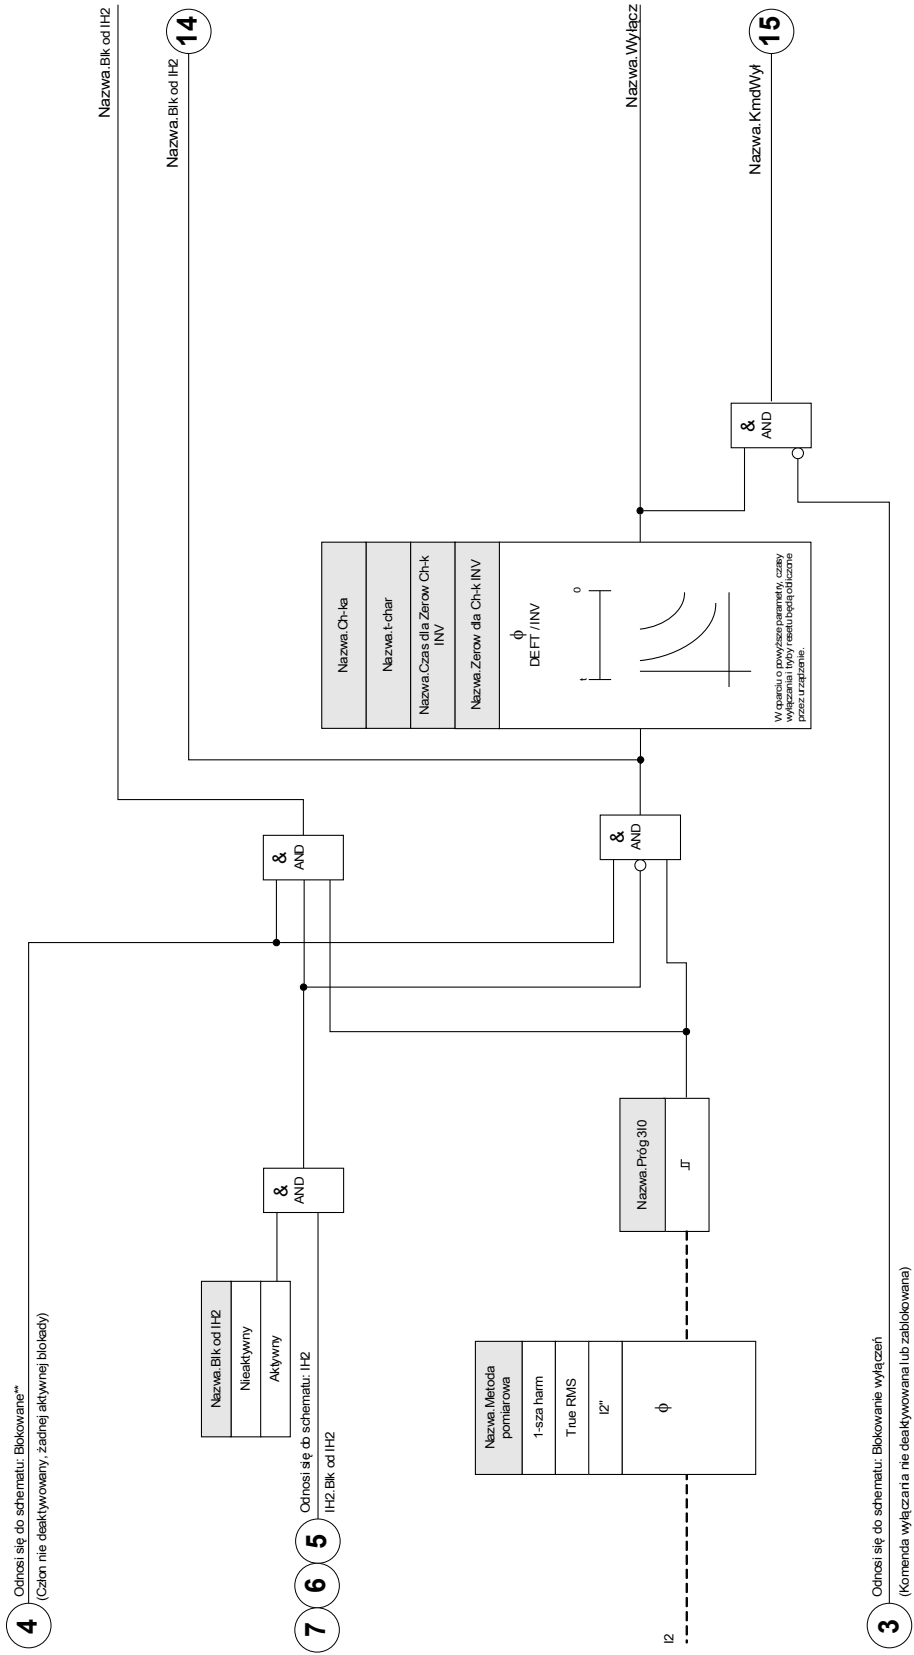 4
Odnosi się do schematu: Blokowane**
(Człon nie deaktywowany, żadnej aktywnej blokady)
Nazwa.Blk od IH2
Nazwa.Blk od IH2
14
Nazwa.Blk od IH2
Nieaktywny
Aktywny
Odnosi się do schematu: IH2
IH2.Blk od IH2
7
6
5
&
AND
&
AND
Nazwa.Metoda
pomiarowa
1-sza harm
True RMS
I2"
ϕ
I2
Nazwa.Próg 3I0
&
AND
Nazwa.Ch-ka
Nazwa.t-char
Nazwa.Czas dla Zerow Ch-k
INV
Nazwa.Zerow dla Ch-k INV
ϕ
DEFT / INV
t
0
W oparciu o powyższe parametry, czasy
wyłączania i tryby resetu będą obliczone
przez urządzenie.
Nazwa.Wyłącz
&
AND
Nazwa.KmdWył
15
3
Odnosi się do schematu: Blokowanie wyłączeń
(Komenda wyłączania nie deaktywowana lub zablokowana)